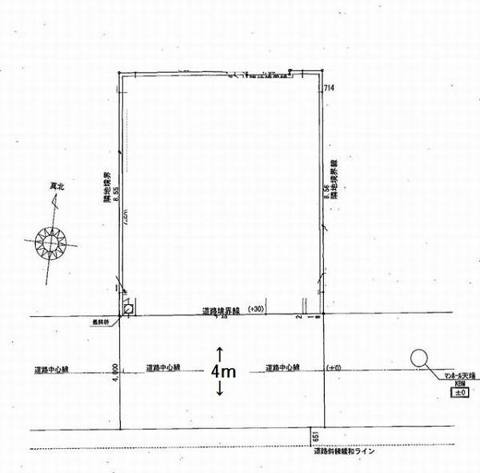 714
隣地境界
8.55
8.56
隣地境界線
真北
道路境界線
(+30)
道路中心線
4,000
道路中心線
4m
道路中心線
(+0)
マンホール天端
KBM
±0
651
道路斜線緩和ライン